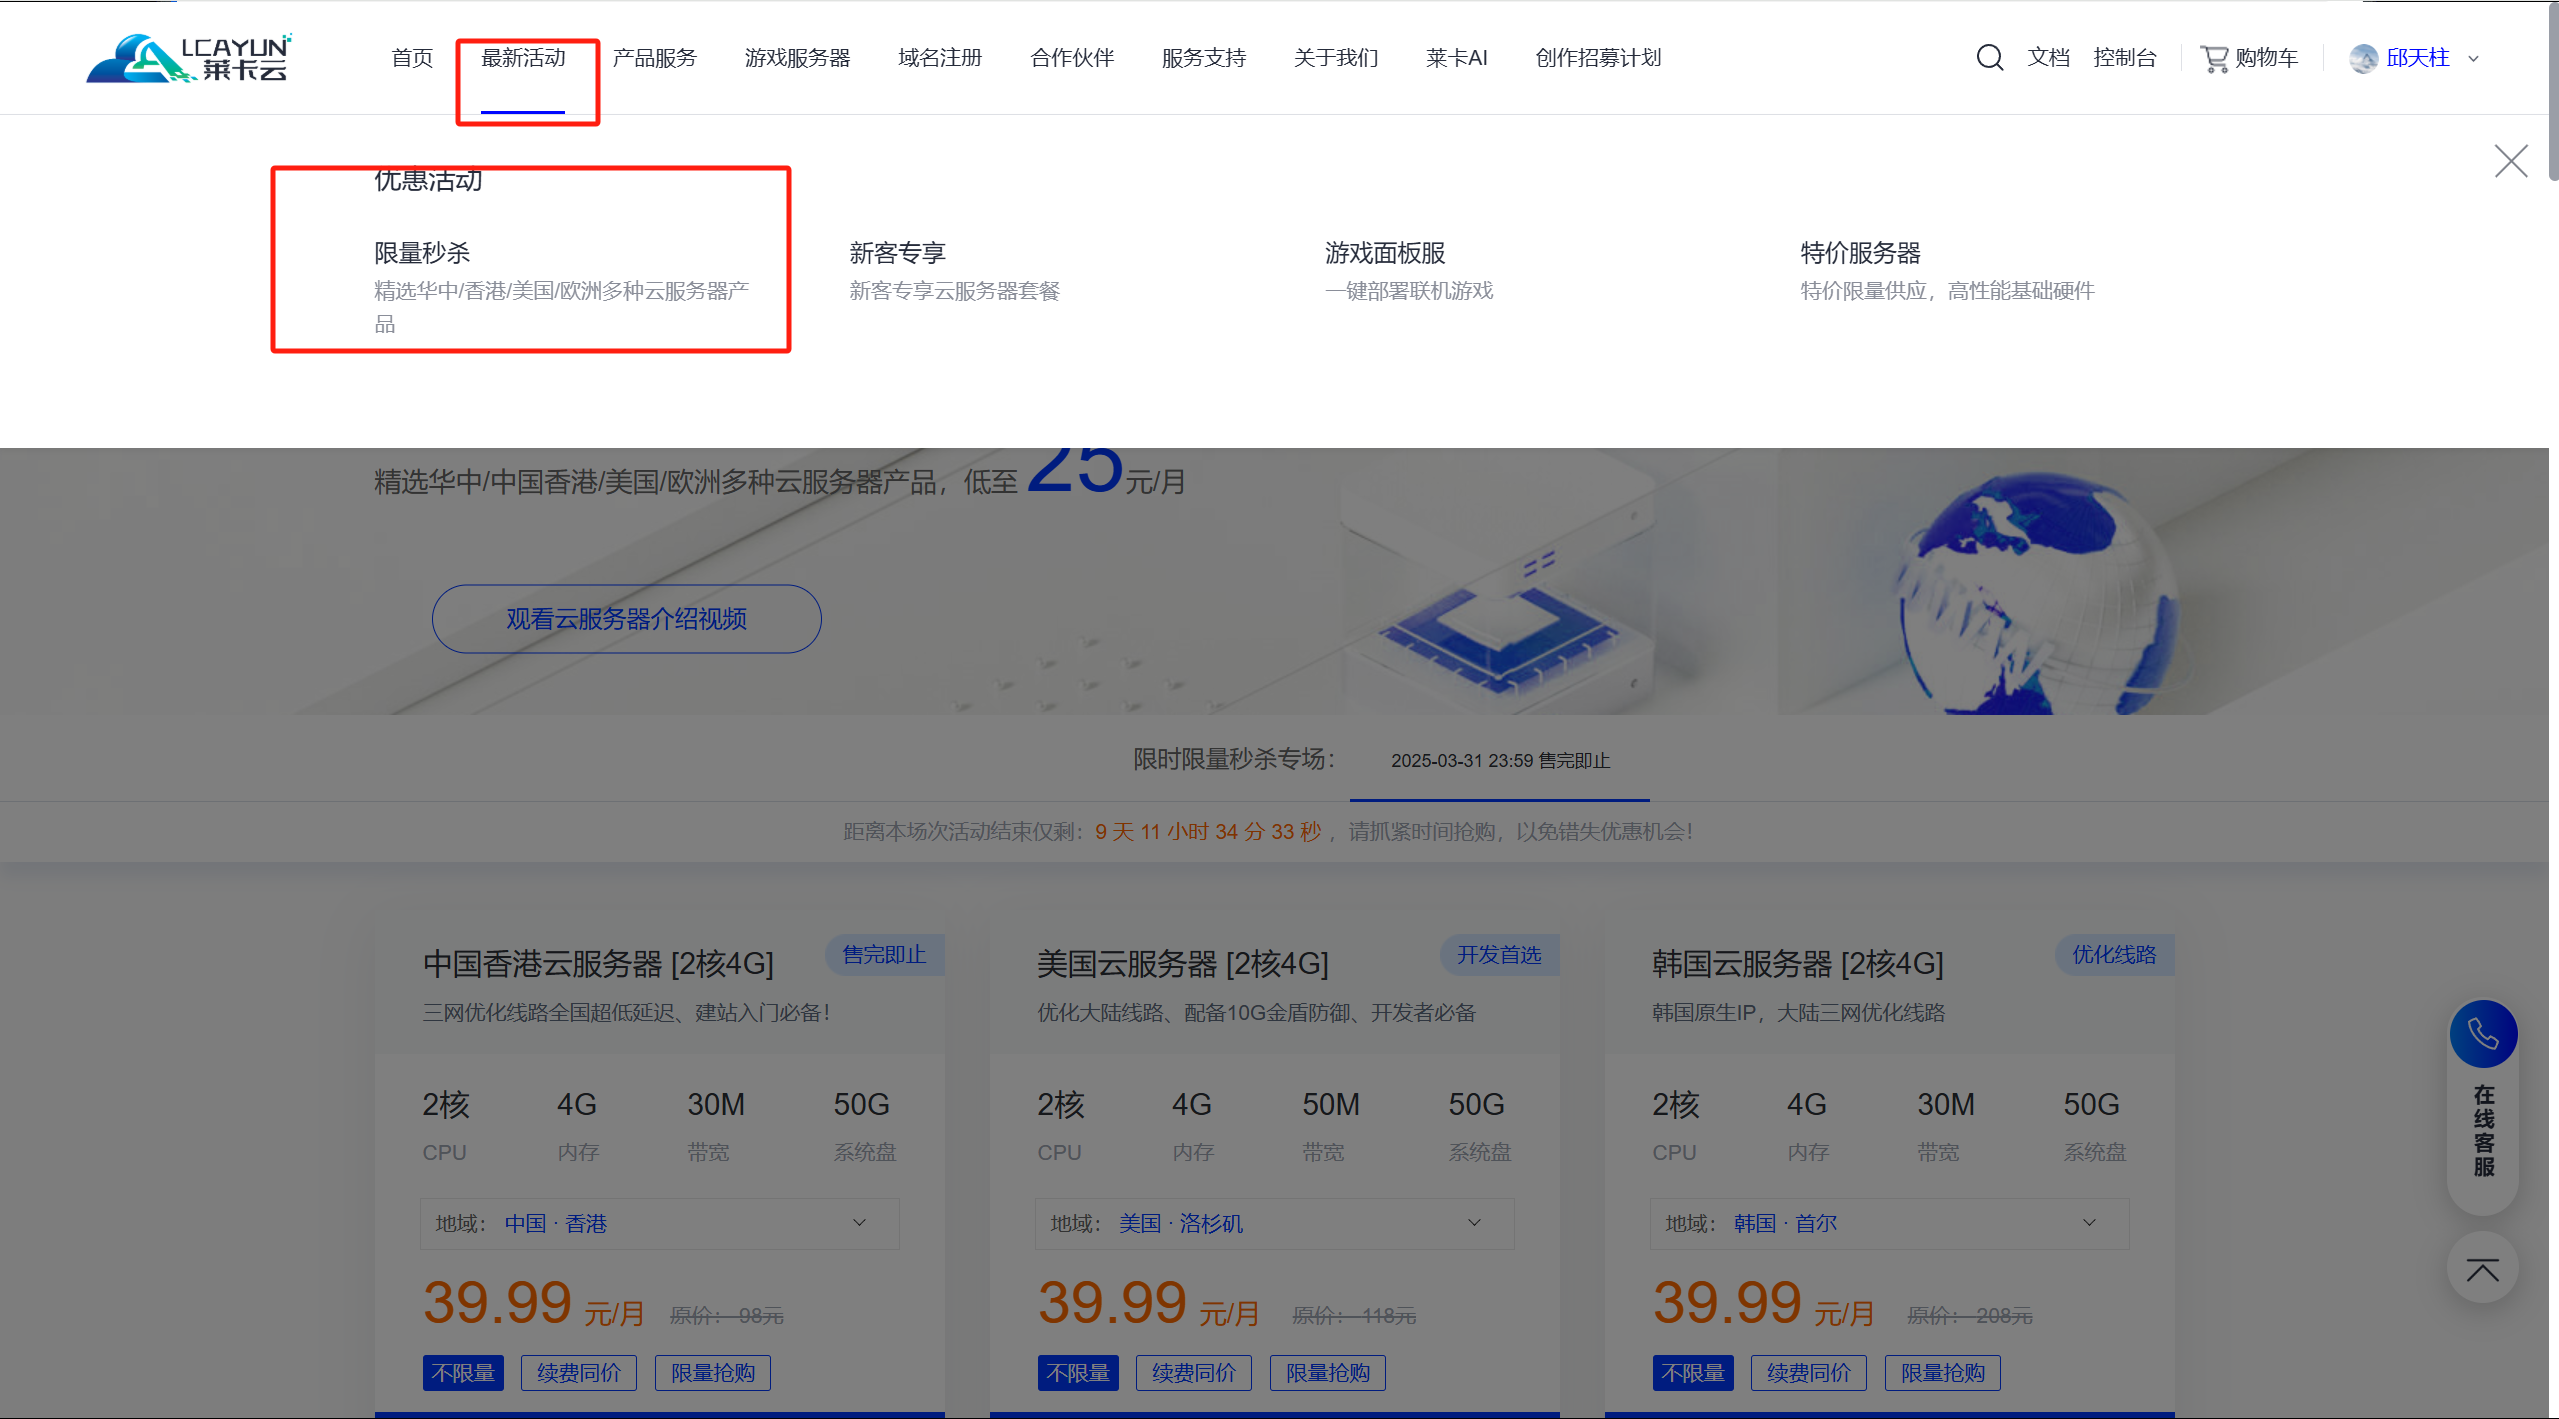 LCAYUN
莱卡云
首页 最新活动 产品服务 游戏服务器 域名注册 合作伙伴 服务支持 关于我们 莱卡AI 创作招募计划 文档 控制台 购物车 邱天柱
优惠活动
限量秒杀
精选华中/香港/美国/欧洲多种云服务器产
品
新客专享
新客专享云服务器套餐
游戏面板服
一键部署联机游戏
特价服务器
特价限量供应，高性能基础硬件
精选华中/中国香港/美国/欧洲多种云服务器产品，低至 25元/月
观看云服务器介绍视频
限时限量秒杀专场： 2025-03-31 23:59 售完即止
距离本场次活动结束仅剩：9 天 11 小时 34 分 33 秒 ，请抓紧时间抢购，以免错失优惠机会！
中国香港云服务器 [2核4G] 售完即止
三网优化线路全国超低延迟、建站入门必备！
2核 4G 30M 50G
CPU 内存 带宽 系统盘
地域： 中国 · 香港
39.99 元/月 原价： 98元
不限量 续费同价 限量抢购
美国云服务器 [2核4G] 开发首选
优化大陆线路、配备10G金盾防御、开发者必备
2核 4G 50M 50G
CPU 内存 带宽 系统盘
地域： 美国 · 洛杉矶
39.99 元/月 原价： 118元
不限量 续费同价 限量抢购
韩国云服务器 [2核4G] 优化线路
韩国原生IP，大陆三网优化线路
2核 4G 30M 50G
CPU 内存 带宽 系统盘
地域： 韩国 · 首尔
39.99 元/月 原价： 208元
不限量 续费同价 限量抢购
在
线
客
服